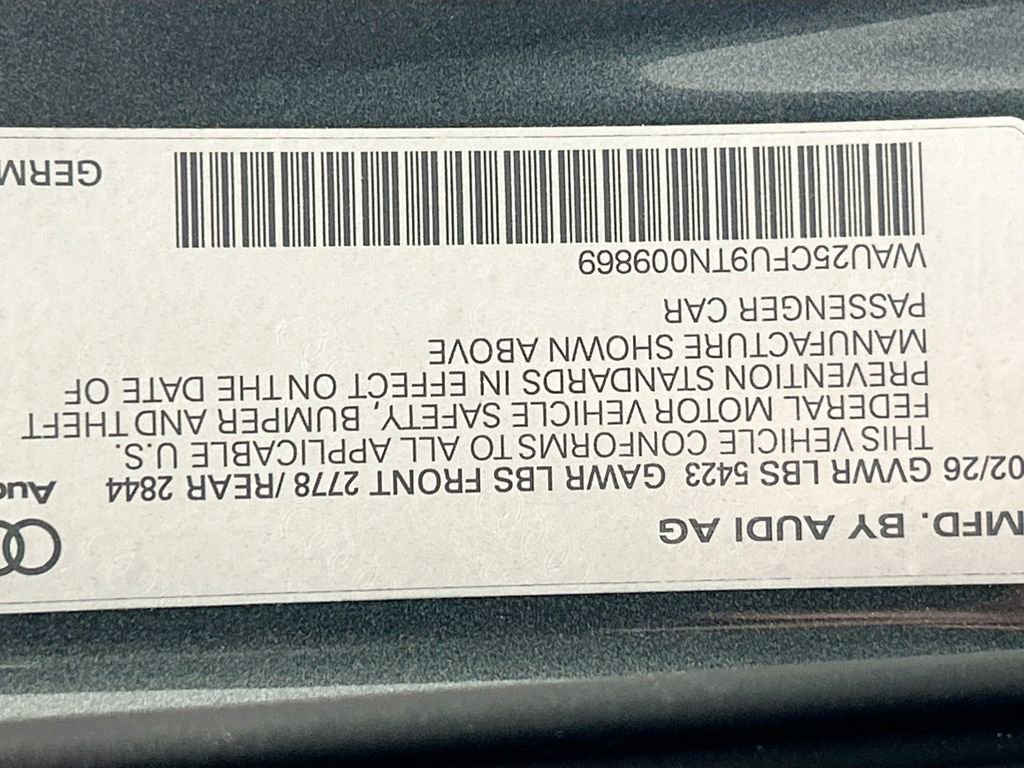 MFD. BY AUDI AG
02/26 GVWR LBS 5423 GAWR LBS FRONT 2778 / REAR 2844
THIS VEHICLE CONFORMS TO ALL APPLICABLE U.S.
FEDERAL MOTOR VEHICLE SAFETY, BUMPER AND THEFT
PREVENTION STANDARDS IN EFFECT ON THE DATE OF
MANUFACTURE SHOWN ABOVE
PASSENGER CAR
WAU25CFU9TN009869